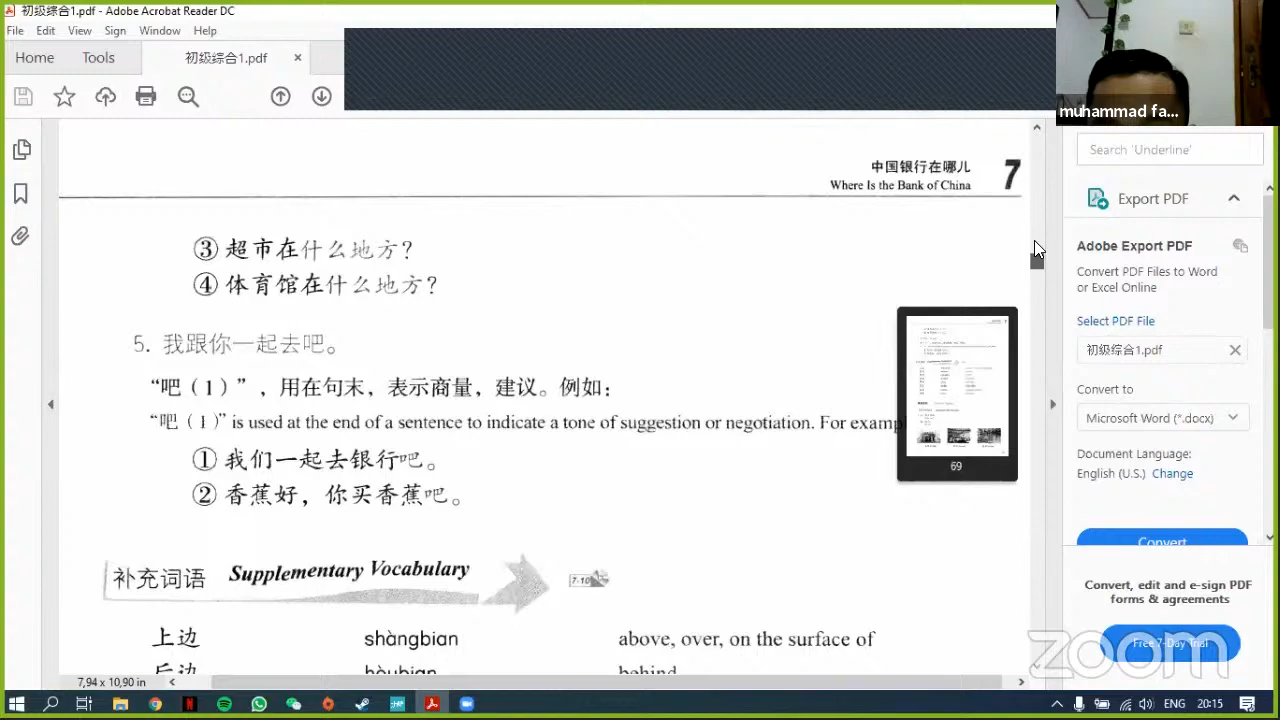 初级综合1.pdf - Adobe Acrobat Reader DC
File Edit View Sign Window Help
Home Tools 初级综合1.pdf ×
muhammad fa...
中国银行在哪儿 7
Where Is the Bank of China
③ 超市在什么地方？
④ 体育馆在什么地方？
5. 我跟你一起去吧。
“吧（1）”，用在句末，表示商量，建议。例如：
“吧（1）” is used at the end of a sentence to indicate a tone of suggestion or negotiation. For exampl
① 我们一起去银行吧。
② 香蕉好，你买香蕉吧。
69
补充词语 Supplementary Vocabulary 7-10
上边 shàngbian above, over, on the surface of
后边 hòubian behind
7,94 x 10,90 in
Search 'Underline'
Export PDF
Adobe Export PDF
Convert PDF Files to Word
or Excel Online
Select PDF File
初级综合1.pdf
Convert to
Microsoft Word (*.docx)
Document Language:
English (U.S.) Change
Convert
Convert, edit and e-sign PDF
forms & agreements
Free 7-Day Trial
zoom
ENG 20:15